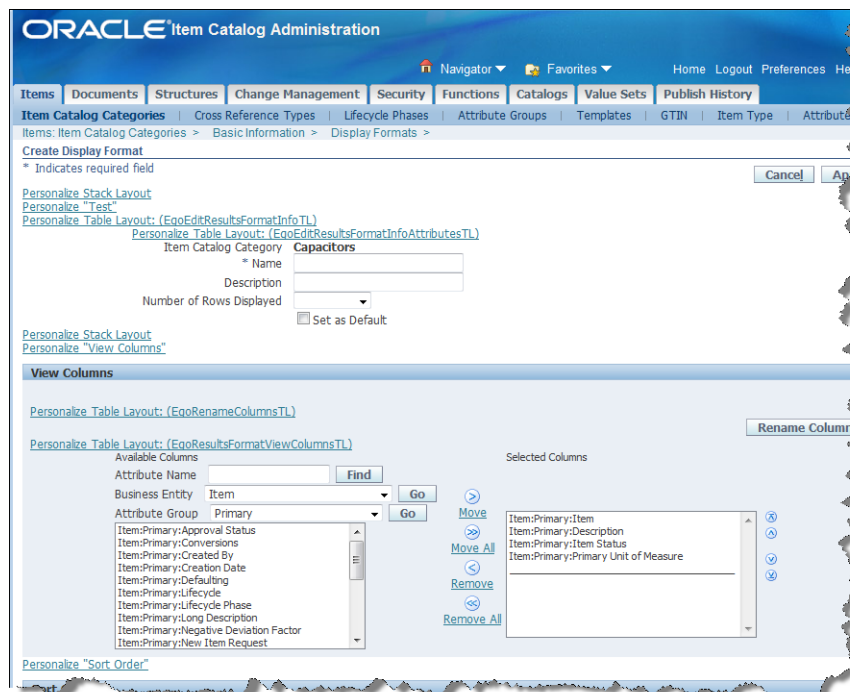 ORACLE Item Catalog Administration
Navigator Favorites Home Logout Preferences
Items Documents Structures Change Management Security Functions Catalogs Value Sets Publish History
Item Catalog Categories | Cross Reference Types | Lifecycle Phases | Attribute Groups | Templates | GTIN | Item Type |
Items: Item Catalog Categories > Basic Information > Display Formats >
Create Display Format
* Indicates required field
Cancel
Personalize Stack Layout
Personalize "Test"
Personalize Table Layout: (EgoEditResultsFormatInfoTL)
Personalize Table Layout: (EgoEditResultsFormatInfoAttributesTL)
Item Catalog Category Capacitors
* Name
Description
Number of Rows Displayed
Set as Default
Personalize Stack Layout
Personalize "View Columns"
View Columns
Personalize Table Layout: (EgoRenameColumnsTL)
Rename Column
Personalize Table Layout: (EgoResultsFormatViewColumnsTL)
Available Columns
Selected Columns
Attribute Name Find
Business Entity Item Go
Attribute Group Primary Go
Item:Primary:Approval Status
Item:Primary:Conversions
Item:Primary:Created By
Item:Primary:Creation Date
Item:Primary:Defaulting
Item:Primary:Lifecycle
Item:Primary:Lifecycle Phase
Item:Primary:Long Description
Item:Primary:Negative Deviation Factor
Item:Primary:New Item Request
Move
Move All
Remove
Remove All
Item:Primary:Item
Item:Primary:Description
Item:Primary:Item Status
Item:Primary:Primary Unit of Measure
Personalize "Sort Order"